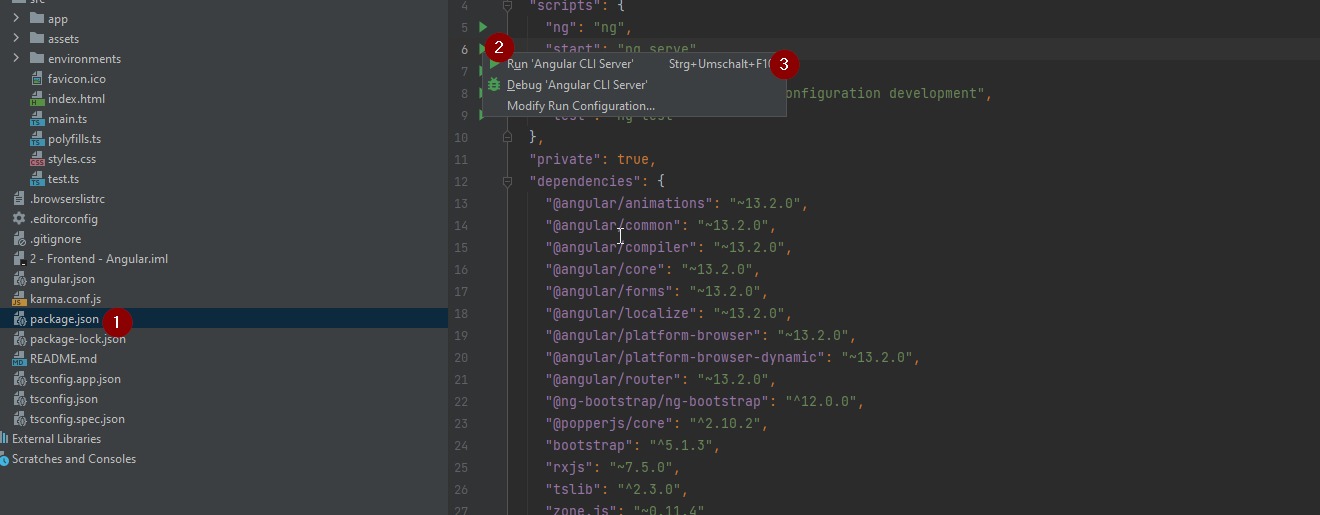 src
app
assets
environments
favicon.ico
index.html
main.ts
polyfills.ts
styles.css
test.ts
.browserslistrc
.editorconfig
.gitignore
2 - Frontend - Angular.iml
angular.json
karma.conf.js
package.json 1
package-lock.json
README.md
tsconfig.app.json
tsconfig.json
tsconfig.spec.json
External Libraries
Scratches and Consoles
4 "scripts": {
5 "ng": "ng",
6 "start": "ng serve"
2
Run 'Angular CLI Server' Strg+Umschalt+F10 3
Debug 'Angular CLI Server'
Modify Run Configuration...
7
8 onfiguration development",
9 "test": "ng test"
10 },
11 "private": true,
12 "dependencies": {
13 "@angular/animations": "~13.2.0",
14 "@angular/common": "~13.2.0",
15 "@angular/compiler": "~13.2.0",
16 "@angular/core": "~13.2.0",
17 "@angular/forms": "~13.2.0",
18 "@angular/localize": "~13.2.0",
19 "@angular/platform-browser": "~13.2.0",
20 "@angular/platform-browser-dynamic": "~13.2.0",
21 "@angular/router": "~13.2.0",
22 "@ng-bootstrap/ng-bootstrap": "^12.0.0",
23 "@popperjs/core": "^2.10.2",
24 "bootstrap": "^5.1.3",
25 "rxjs": "~7.5.0",
26 "tslib": "^2.3.0",
27 "zone.js": "~0.11.4"